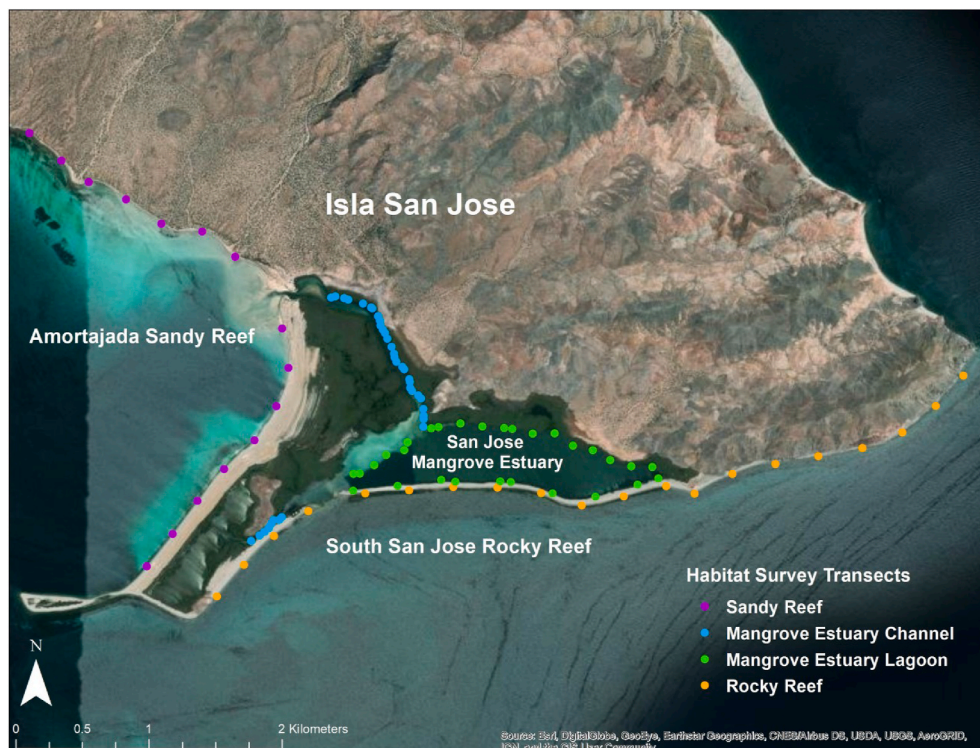 Isla San Jose
Amortajada Sandy Reef
San Jose
Mangrove Estuary
South San Jose Rocky Reef
Habitat Survey Transects
Sandy Reef
Mangrove Estuary Channel
Mangrove Estuary Lagoon
Rocky Reef
N
0 0.5 1 2 Kilometers
Source: Esri, DigitalGlobe, GeoEye, Earthstar Geographics, CNES/Airbus DS, USDA, USGS, AeroGRID,